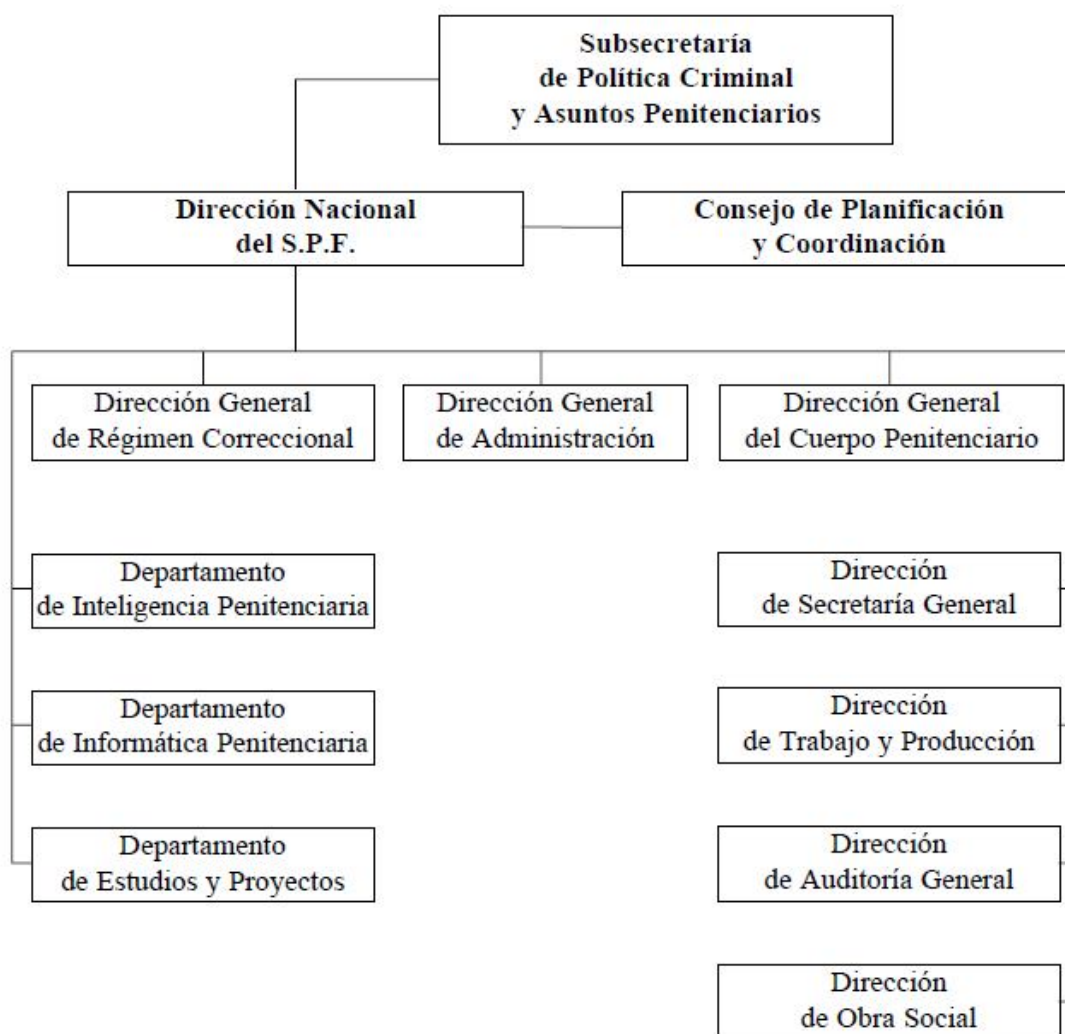 Subsecretaría
de Política Criminal
y Asuntos Penitenciarios
Dirección Nacional
del S.P.F.
Consejo de Planificación
y Coordinación
Dirección General
de Régimen Correccional
Dirección General
de Administración
Dirección General
del Cuerpo Penitenciario
Departamento
de Inteligencia Penitenciaria
Dirección
de Secretaría General
Departamento
de Informática Penitenciaria
Dirección
de Trabajo y Producción
Departamento
de Estudios y Proyectos
Dirección
de Auditoría General
Dirección
de Obra Social